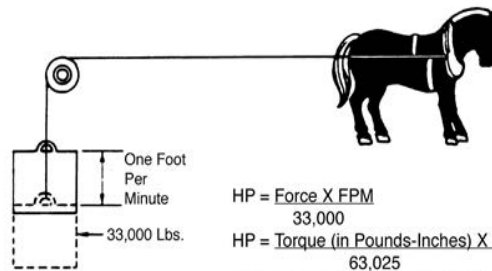 One Foot
Per
Minute
33,000 Lbs.
HP = Force X FPM
33,000
HP = Torque (in Pounds-Inches) X
63,025